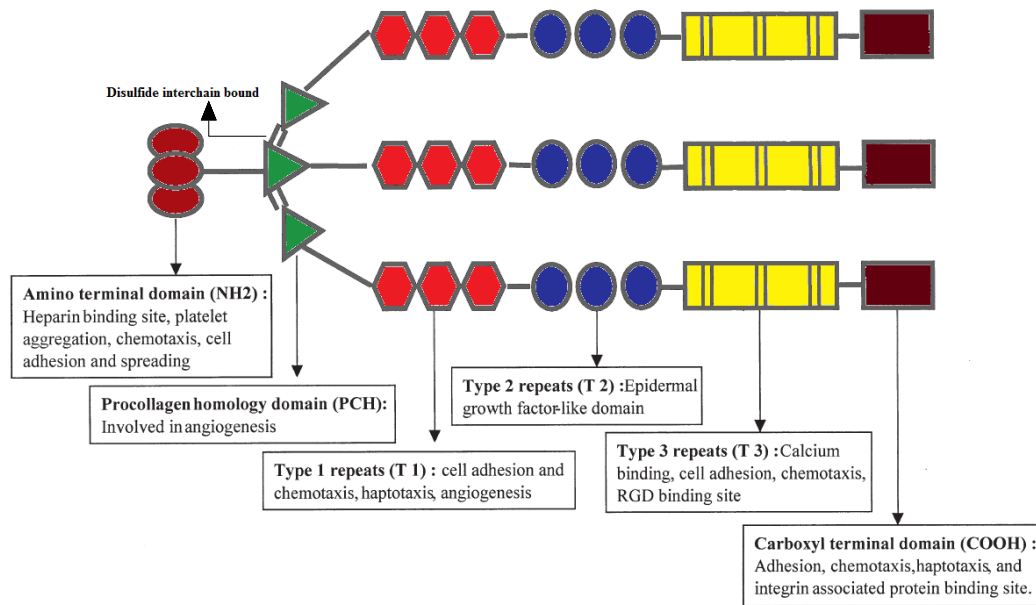 Disulfide interchain bound
Amino terminal domain (NH2) :
Heparin binding site, platelet
aggregation, chemotaxis, cell
adhesion and spreading
Procollagen homology domain (PCH):
Involved in angiogenesis
Type 1 repeats (T 1) : cell adhesion and
chemotaxis, haptotaxis, angiogenesis
Type 2 repeats (T 2) :Epidermal
growth factor-like domain
Type 3 repeats (T 3) :Calcium
binding, cell adhesion, chemotaxis,
RGD binding site
Carboxyl terminal domain (COOH) :
Adhesion, chemotaxis,haptotaxis, and
integrin associated protein binding site.